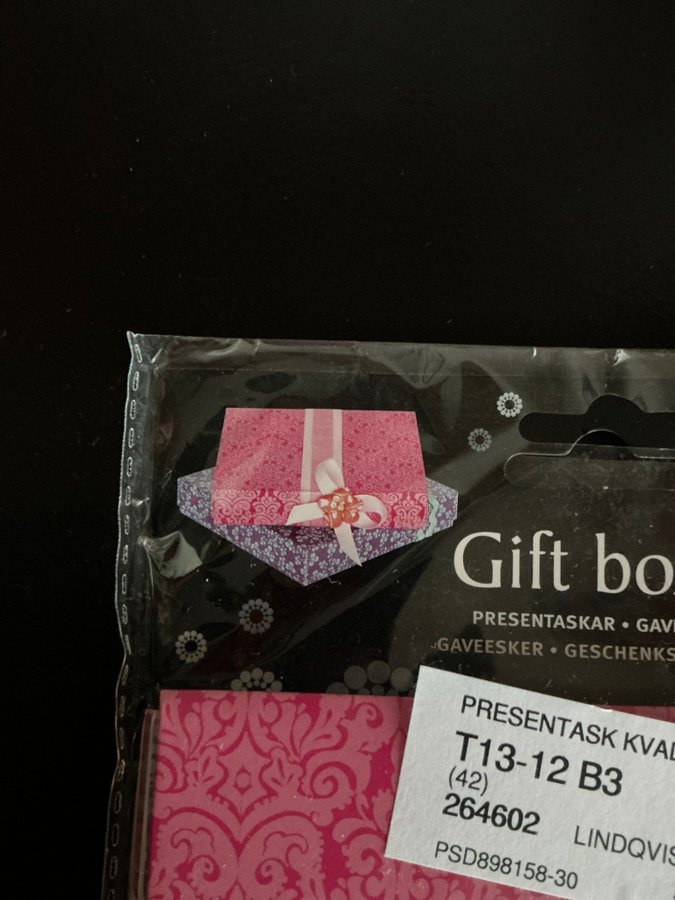 Gift bo
PRESENTASKAR • GAV
GAVEESKER • GESCHENKS
PRESENTASK KVAD
T13-12 B3
(42)
264602 LINDQVIS
PSD898158-30